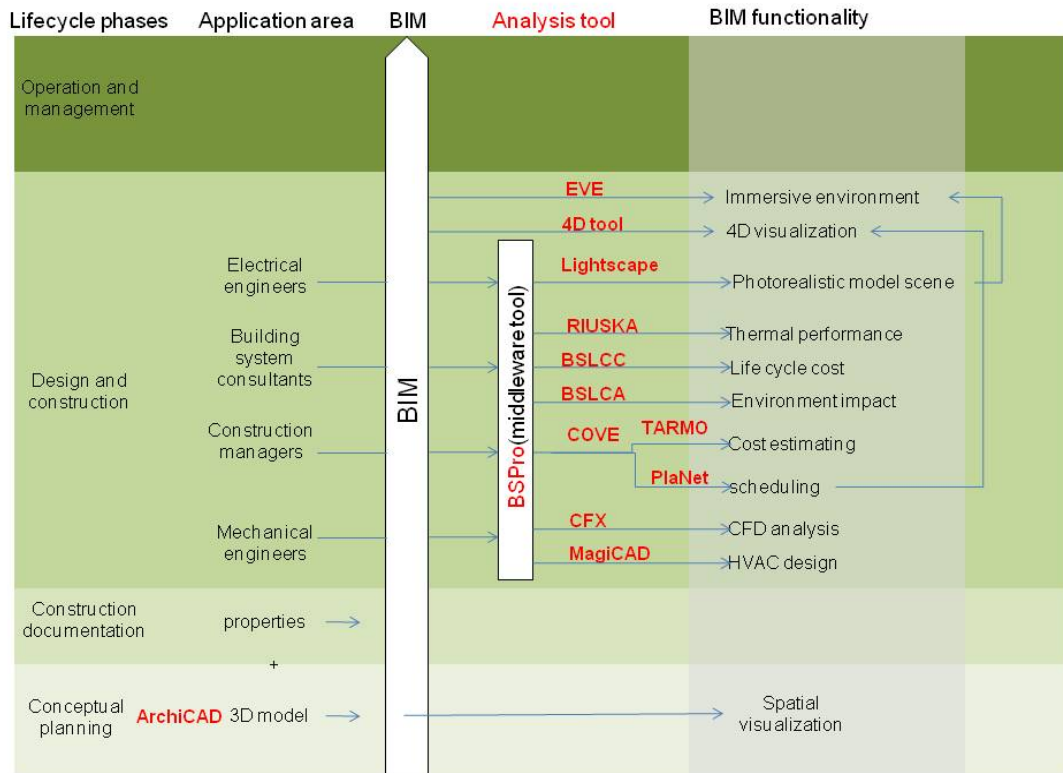 Lifecycle phases Application area BIM Analysis tool BIM functionality
Operation and
management
EVE Immersive environment
4D tool 4D visualization
Electrical
engineers
Lightscape Photorealistic model scene
RIUSKA Thermal performance
Building
system
consultants
BSLCC Life cycle cost
Design and
construction
BIM
BSPro(middleware tool)
BSLCA Environment impact
Construction
managers
COVE TARMO Cost estimating
PlaNet scheduling
Mechanical
engineers
CFX CFD analysis
MagiCAD HVAC design
Construction
documentation
properties
+
Conceptual
planning
ArchiCAD 3D model
Spatial
visualization